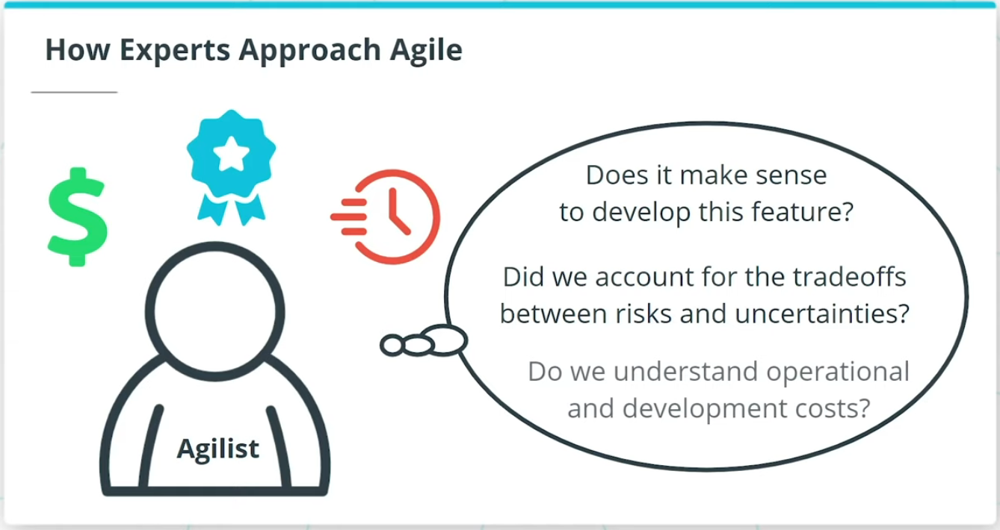 How Experts Approach Agile
Does it make sense
to develop this feature?
Did we account for the tradeoffs
between risks and uncertainties?
Do we understand operational
and development costs?
Agilist